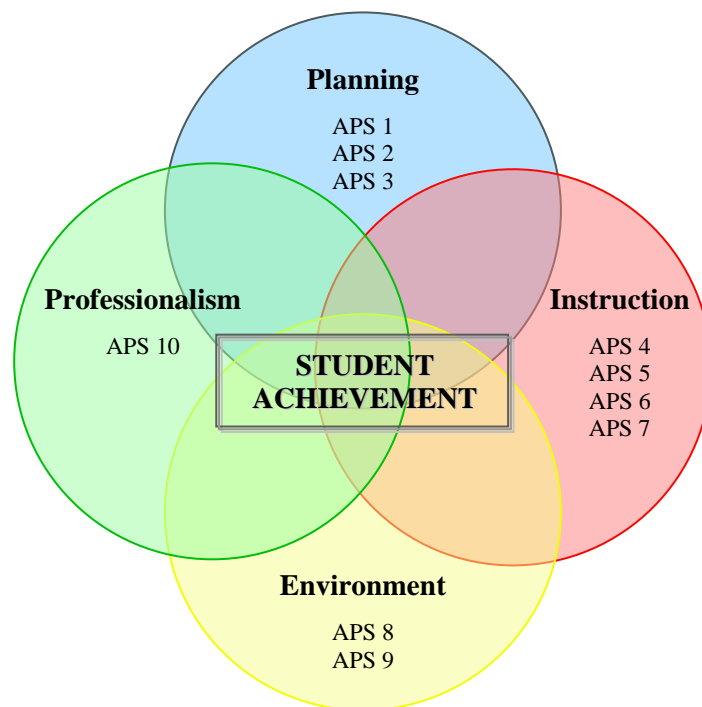 Planning
APS 1
APS 2
APS 3
Professionalism
APS 10
Instruction
APS 4
APS 5
APS 6
APS 7
STUDENT
ACHIEVEMENT
Environment
APS 8
APS 9